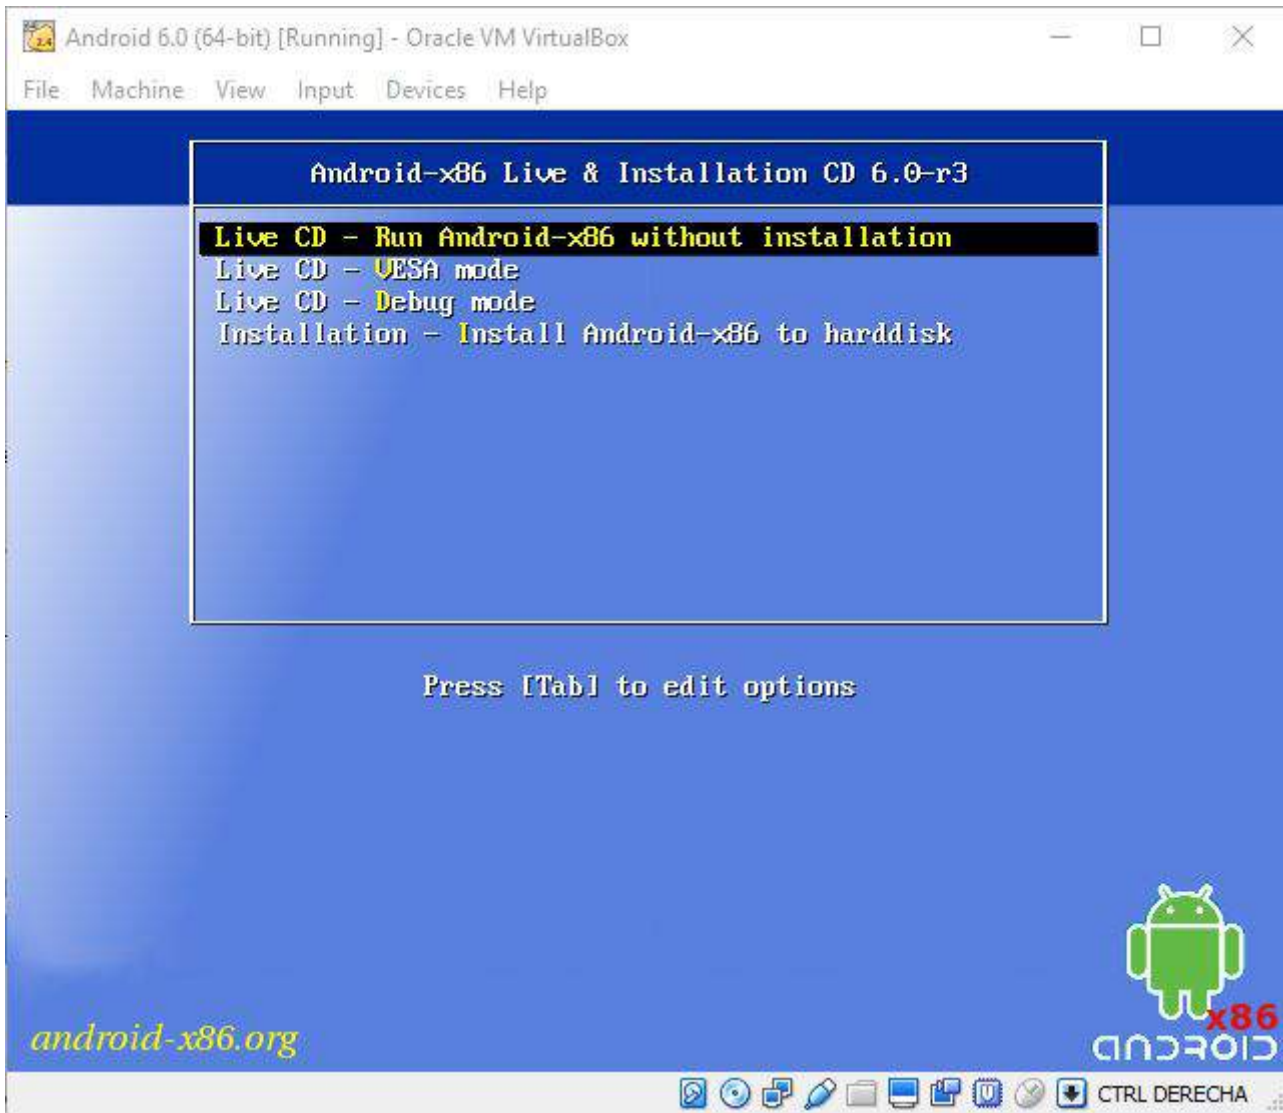 Android 6.0 (64-bit) [Running] - Oracle VM VirtualBox
File Machine View Input Devices Help
Android-x86 Live & Installation CD 6.0-r3
Live CD - Run Android-x86 without installation
Live CD - VESA mode
Live CD - Debug mode
Installation - Install Android-x86 to harddisk
Press [Tab] to edit options
x86
android-x86.org
ANDROID
CTRL DERECHA